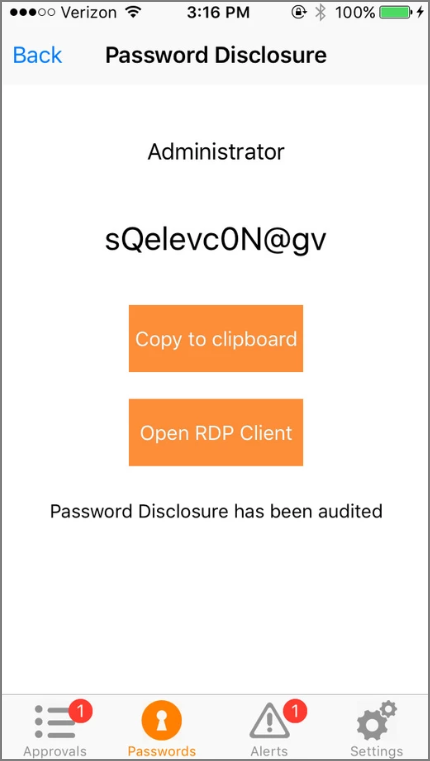 Verizon 3:16 PM 100%
Back Password Disclosure
Administrator
sQelevc0N@gv
Copy to clipboard
Open RDP Client
Password Disclosure has been audited
1 1
Approvals Passwords Alerts Settings